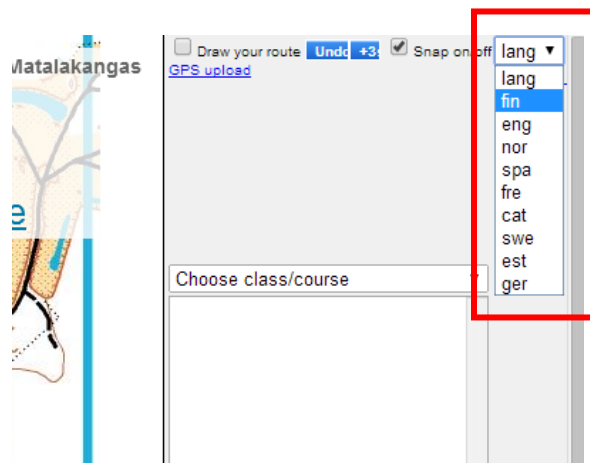 Matalakangas
Draw your route Undo +3s Snap on/off lang ▼
GPS upload
lang
fin
eng
nor
spa
fre
cat
swe
est
ger
Choose class/course